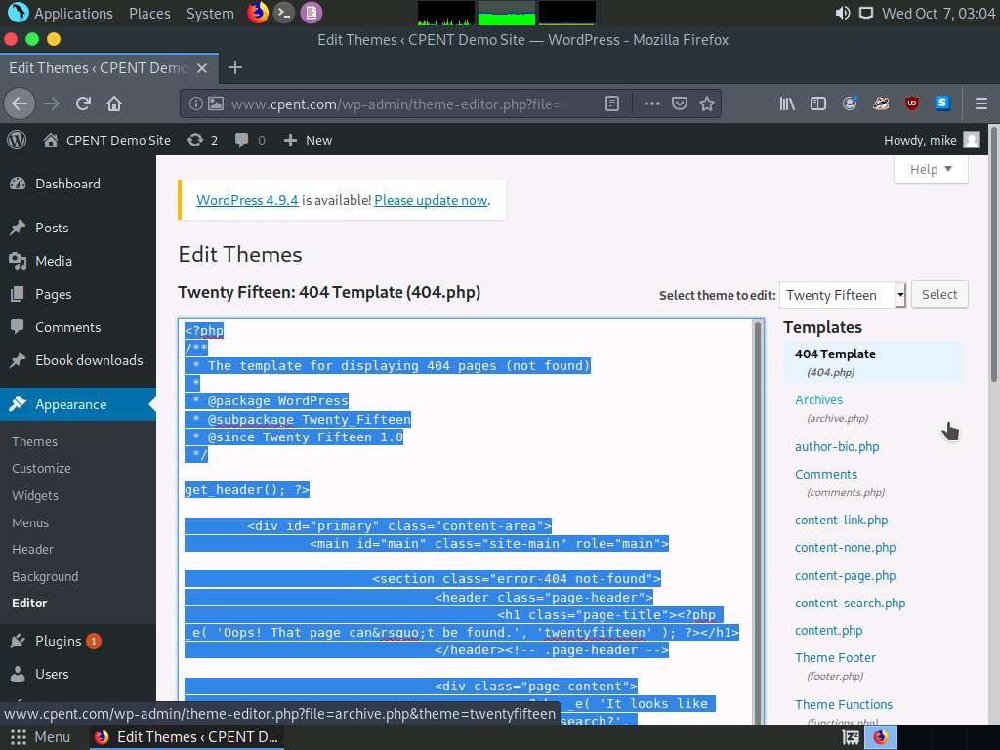 Applications Places System Wed Oct 7, 03:04
Edit Themes ‹ CPENT Demo Site — WordPress - Mozilla Firefox
Edit Themes ‹ CPENT Demo
www.cpent.com/wp-admin/theme-editor.php?file=
CPENT Demo Site 2 0 New Howdy, mike
Help
Dashboard
Posts
Media
Pages
Comments
Ebook downloads
Appearance
Themes
Customize
Widgets
Menus
Header
Background
Editor
Plugins 1
Users
WordPress 4.9.4 is available! Please update now.
Edit Themes
Twenty Fifteen: 404 Template (404.php)
Select theme to edit: Twenty Fifteen Select
<?php
/**
 * The template for displaying 404 pages (not found)
 *
 * @package WordPress
 * @subpackage Twenty_Fifteen
 * @since Twenty Fifteen 1.0
 */
get_header(); ?>
<div id="primary" class="content-area">
<main id="main" class="site-main" role="main">
<section class="error-404 not-found">
<header class="page-header">
<h1 class="page-title"><?php
_e( 'Oops! That page can&rsquo;t be found.', 'twentyfifteen' ); ?></h1>
</header><!-- .page-header -->
<div class="page-content">
_e( 'It looks like
search?',
Templates
404 Template
(404.php)
Archives
(archive.php)
author-bio.php
Comments
(comments.php)
content-link.php
content-none.php
content-page.php
content-search.php
content.php
Theme Footer
(footer.php)
Theme Functions
(functions.php)
www.cpent.com/wp-admin/theme-editor.php?file=archive.php&theme=twentyfifteen
Menu Edit Themes ‹ CPENT D...